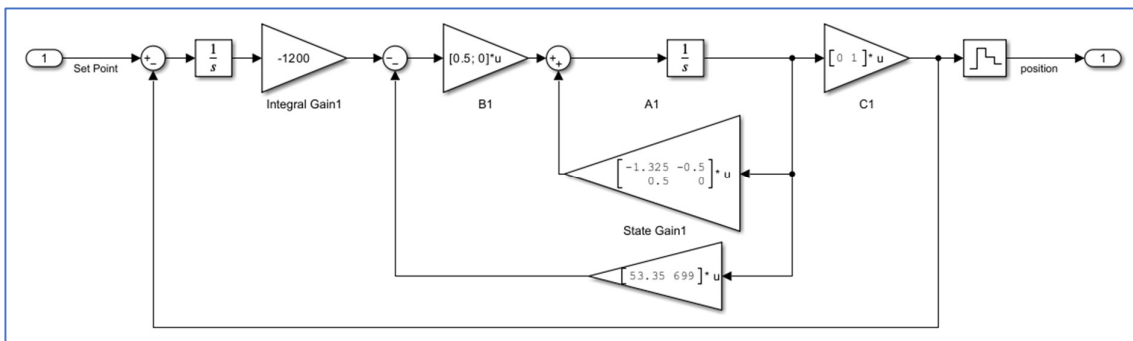 1
Set Point
+
−
1
s
-1200
Integral Gain1
−
−
[0.5; 0]*u
B1
+
+
1
s
A1
[0 1]* u
C1
position
1
[-1.325 -0.5
0.5 0]* u
State Gain1
[53.35 699]* u